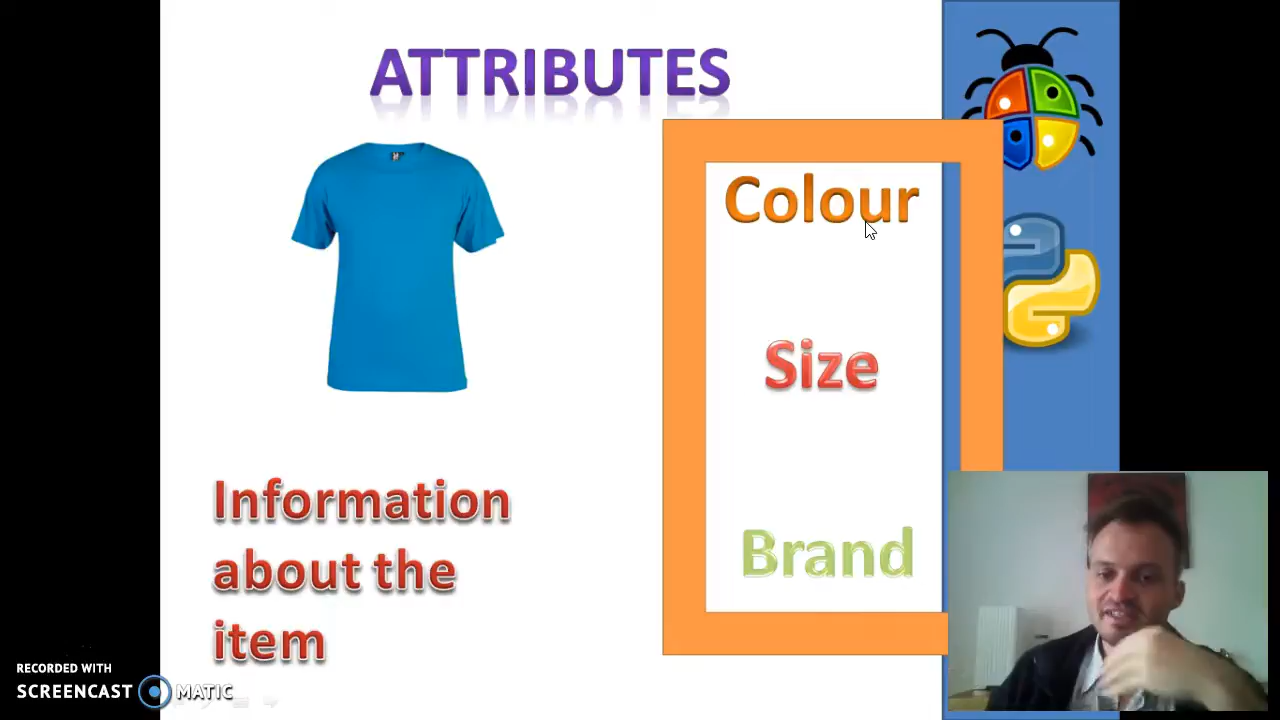 ATTRIBUTES
Colour
Size
Brand
Information
about the
item
RECORDED WITH
SCREENCAST MATIC